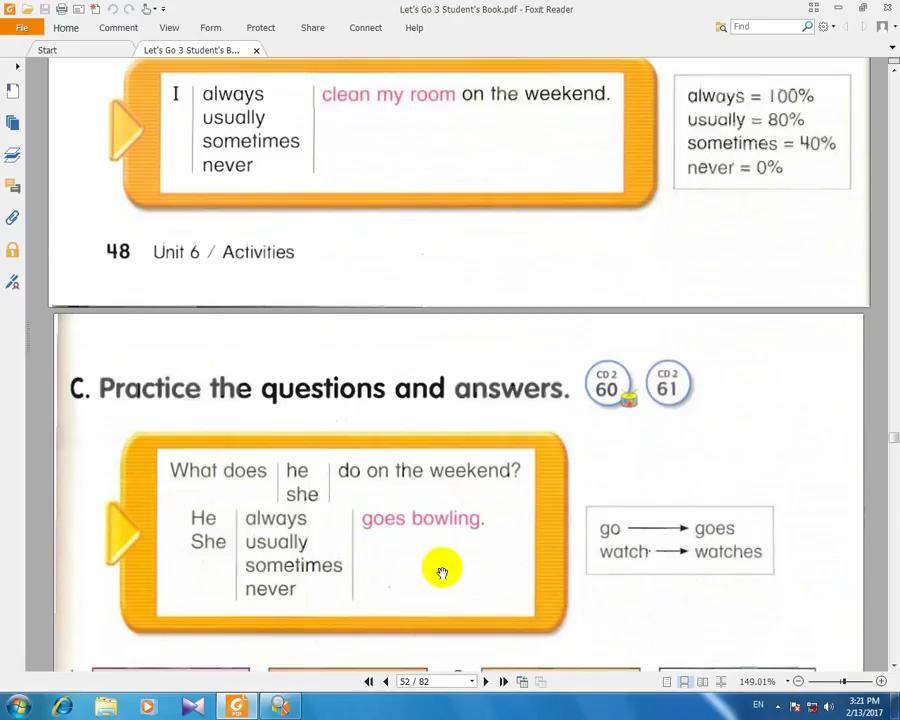 Let's Go 3 Student's Book.pdf - Foxit Reader
File Home Comment View Form Protect Share Connect Help
Find
Start Let's Go 3 Student's B...
I always clean my room on the weekend.
usually
sometimes
never
always = 100%
usually = 80%
sometimes = 40%
never = 0%
48 Unit 6 / Activities
C. Practice the questions and answers.
CD 2
60
CD 2
61
What does he do on the weekend?
she
He always goes bowling.
She usually
sometimes
never
go goes
watch watches
52 / 82
149.01%
EN
3:21 PM
2/13/2017